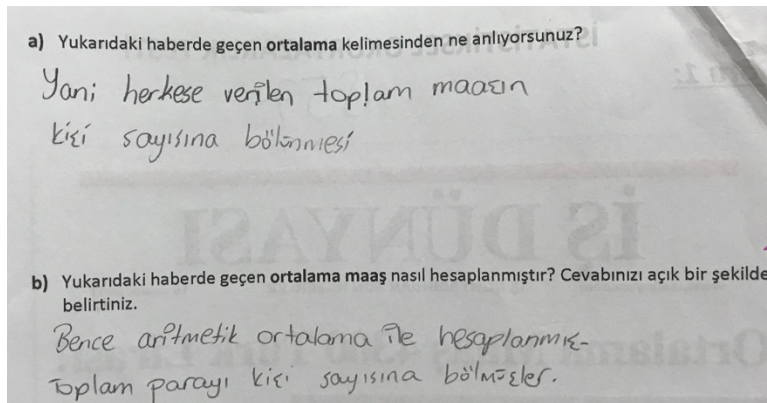 a) Yukarıdaki haberde geçen ortalama kelimesinden ne anlıyorsunuz?
Yani herkese verilen toplam maaşın
kişi sayısına bölünmesi
İŞ DÜNYASI
b) Yukarıdaki haberde geçen ortalama maaş nasıl hesaplanmıştır? Cevabınızı açık bir şekilde
belirtiniz.
Bence aritmetik ortalama ile hesaplanmış-
Toplam parayı kişi sayısına bölmüşler.